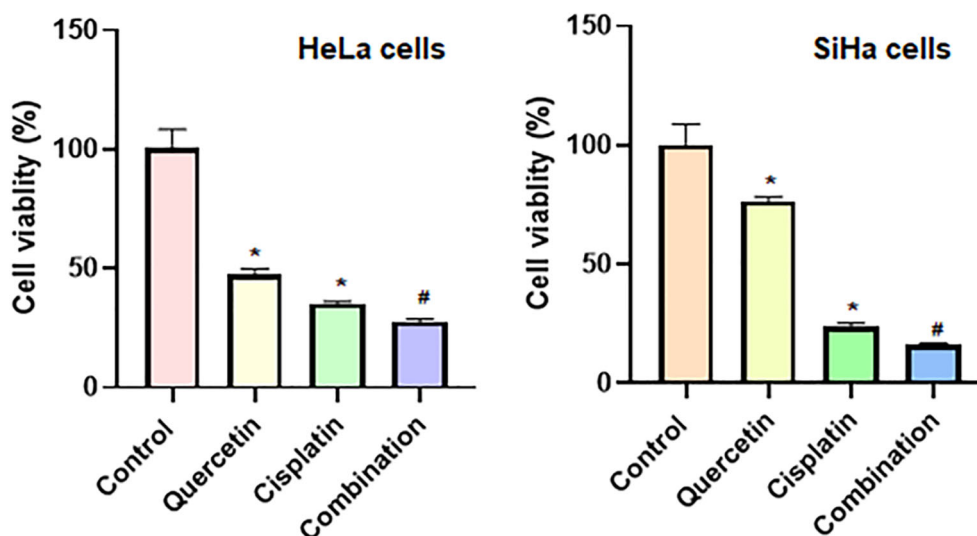 HeLa cells
Cell viablity (%)
150
100
50
0
*
*
#
Control
Quercetin
Cisplatin
Combination
SiHa cells
Cell viability (%)
150
100
50
0
*
*
#
Control
Quercetin
Cisplatin
Combination